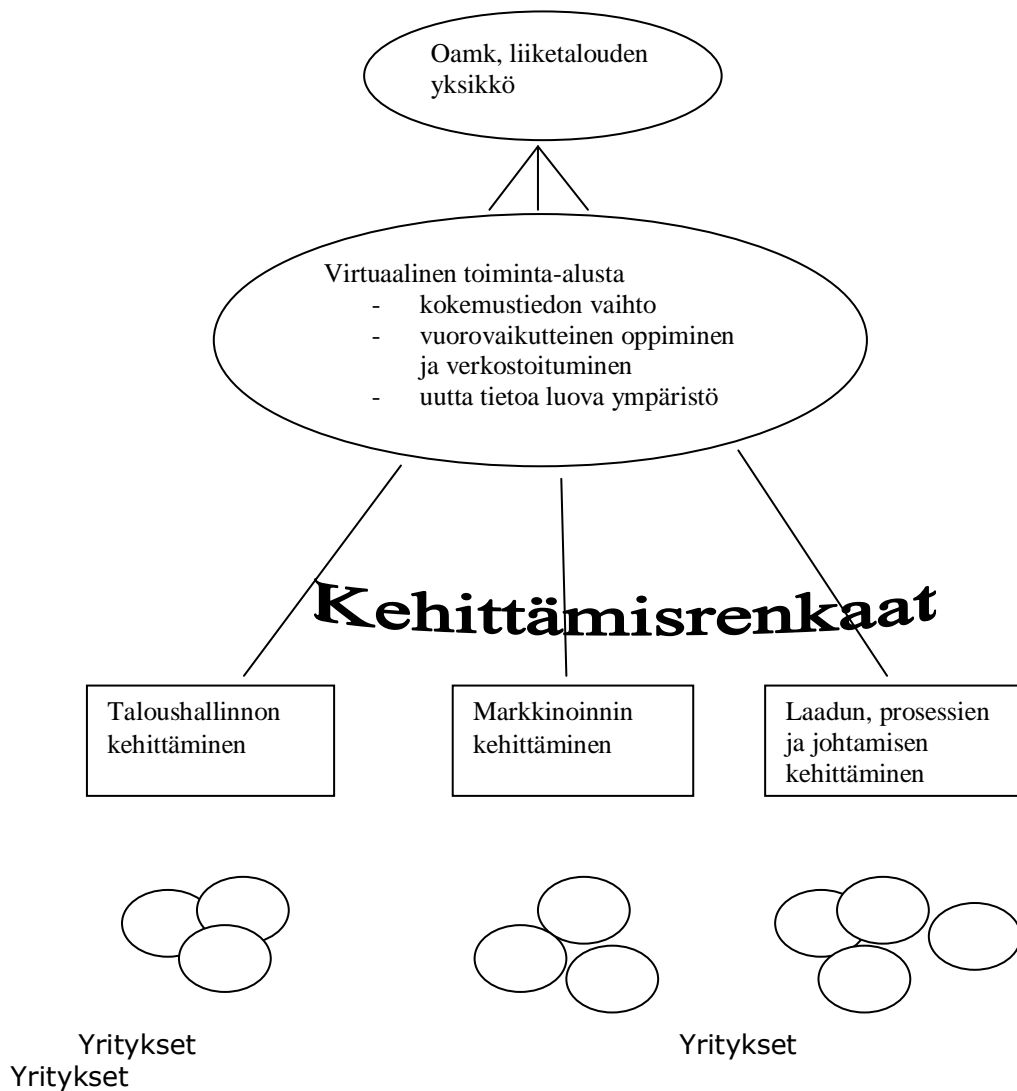 Oamk, liiketalouden
yksikkö
Virtuaalinen toiminta-alusta
- kokemustiedon vaihto
- vuorovaikutteinen oppiminen
ja verkostoituminen
- uutta tietoa luova ympäristö
Kehittämisrenkaat
Taloushallinnon
kehittäminen
Markkinoinnin
kehittäminen
Laadun, prosessien
ja johtamisen
kehittäminen
Yritykset
Yritykset
Yritykset